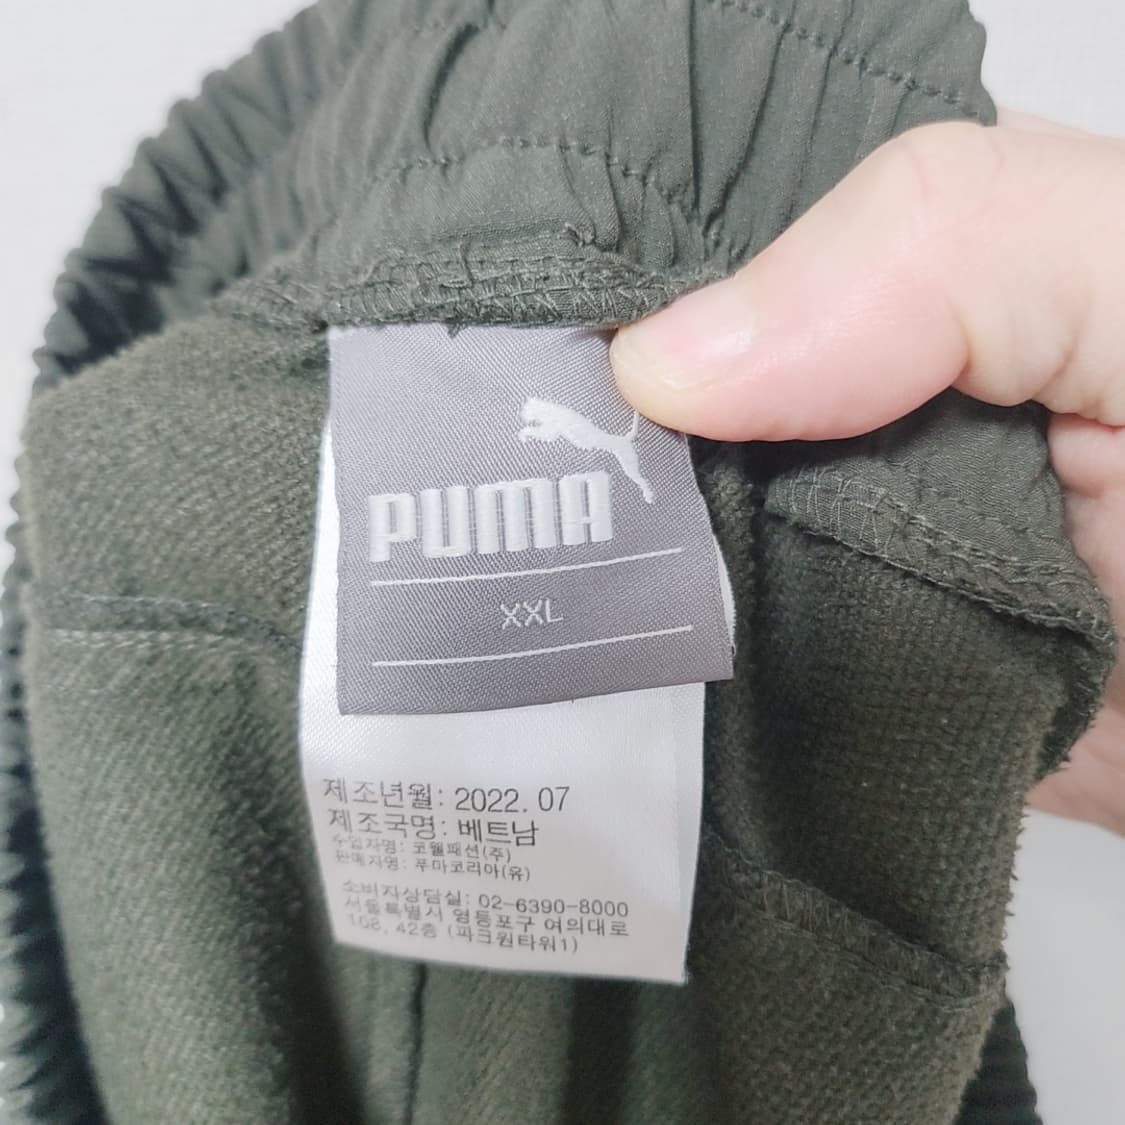 PUMA
XXL
제조년월: 2022. 07
제조국명: 베트남
수입자명: 코웰패션(주)
판매자명: 푸마코리아(유)
소비자상담실: 02-6390-8000
서울특별시 영등포구 여의대로
108, 42층 (파크원타워1)